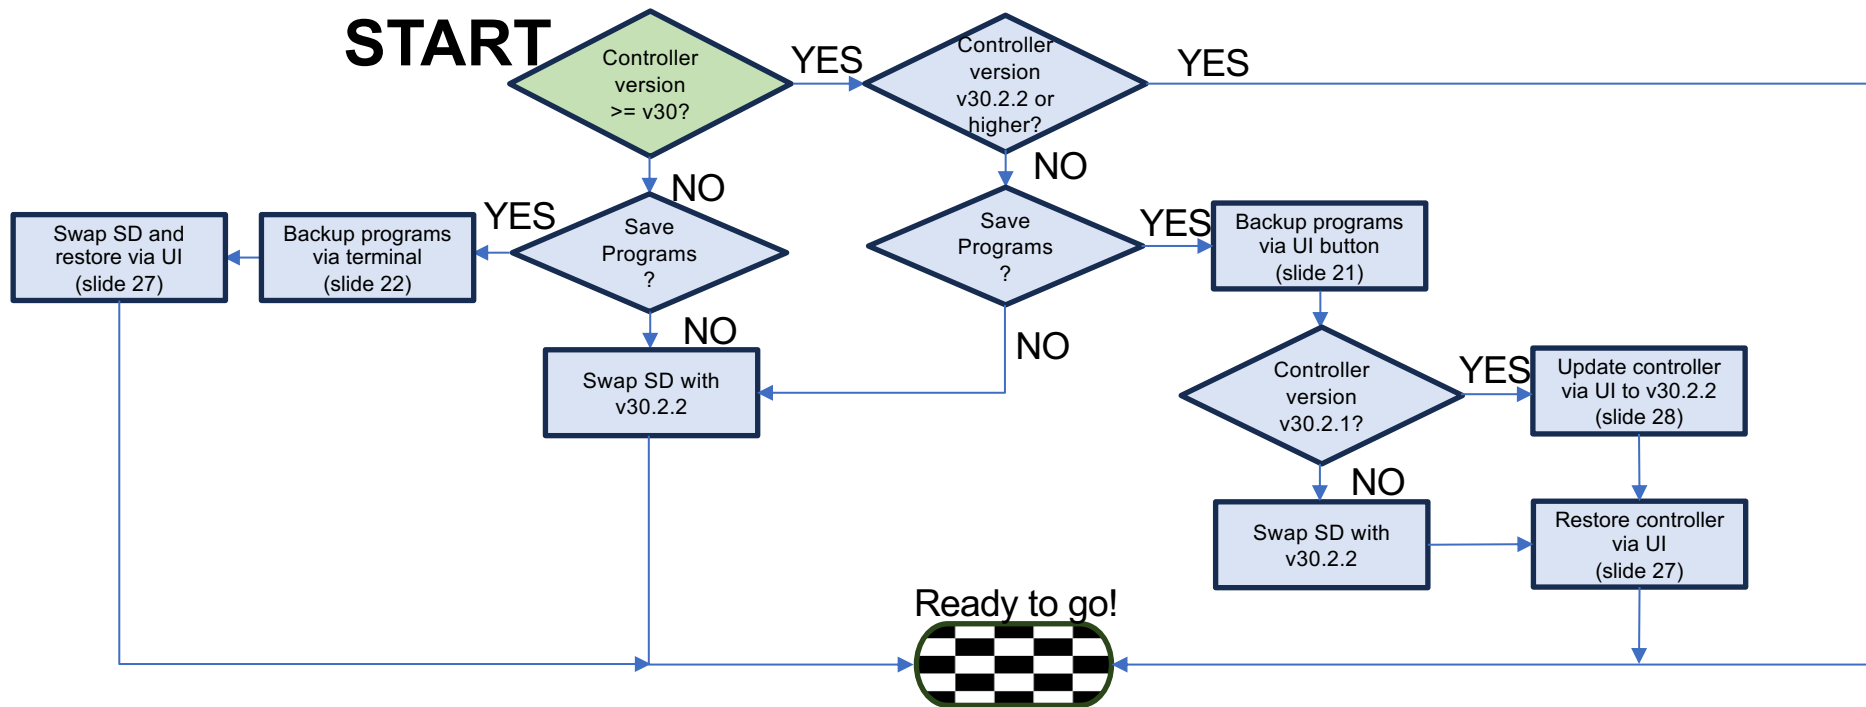 START
Controller
version
>= v30?
YES
Controller
version
v30.2.2 or
higher?
YES
NO
NO
Swap SD and
restore via UI
(slide 27)
Backup programs
via terminal
(slide 22)
YES
Save
Programs
?
Save
Programs
?
YES
Backup programs
via UI button
(slide 21)
NO
NO
Swap SD with
v30.2.2
Controller
version
v30.2.1?
YES
Update controller
via UI to v30.2.2
(slide 28)
NO
Swap SD with
v30.2.2
Restore controller
via UI
(slide 27)
Ready to go!